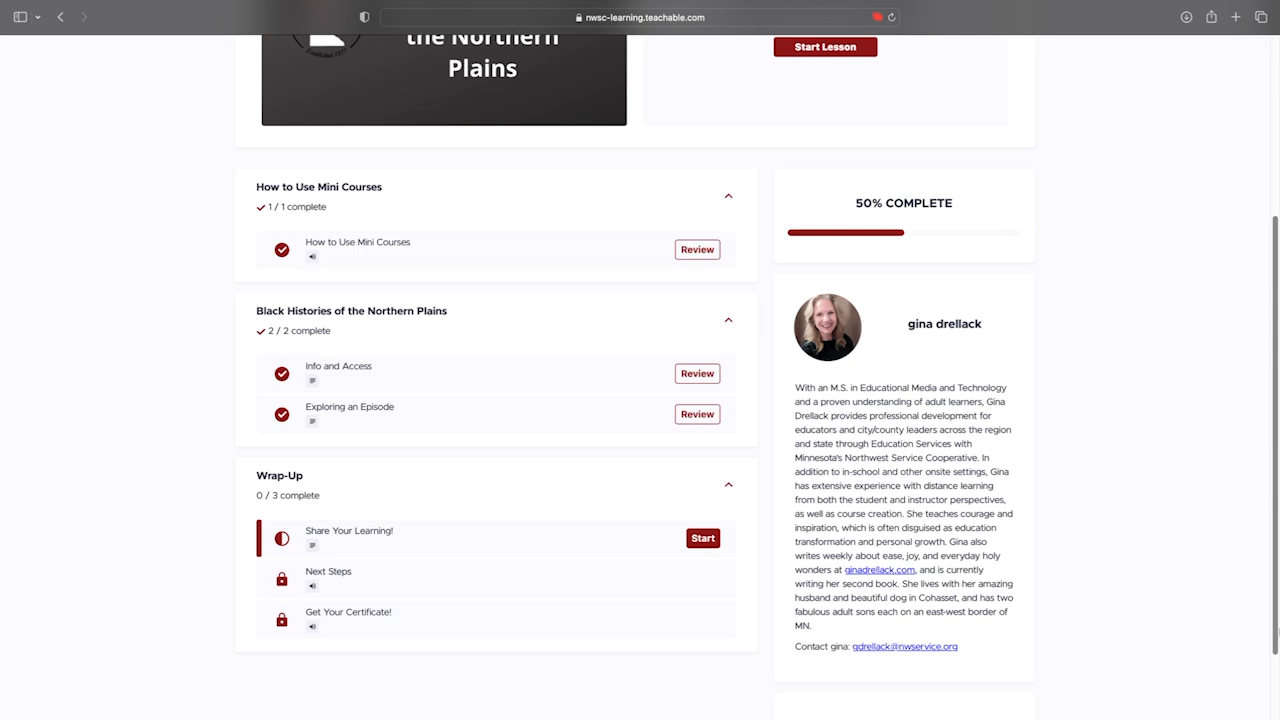 nwsc-learning.teachable.com
the Northern
Plains
Start Lesson
How to Use Mini Courses
1 / 1 complete
How to Use Mini Courses
Review
Black Histories of the Northern Plains
2 / 2 complete
Info and Access
Review
Exploring an Episode
Review
Wrap-Up
0 / 3 complete
Share Your Learning!
Start
Next Steps
Get Your Certificate!
50% COMPLETE
gina drellack
With an M.S. in Educational Media and Technology
and a proven understanding of adult learners, Gina
Drellack provides professional development for
educators and city/county leaders across the region
and state through Education Services with
Minnesota's Northwest Service Cooperative. In
addition to in-school and other onsite settings, Gina
has extensive experience with distance learning
from both the student and instructor perspectives,
as well as course creation. She teaches courage and
inspiration, which is often disguised as education
transformation and personal growth. Gina also
writes weekly about ease, joy, and everyday holy
wonders at ginadrellack.com, and is currently
writing her second book. She lives with her amazing
husband and beautiful dog in Cohasset, and has two
fabulous adult sons each on an east-west border of
MN.
Contact gina: gdrellack@nwservice.org